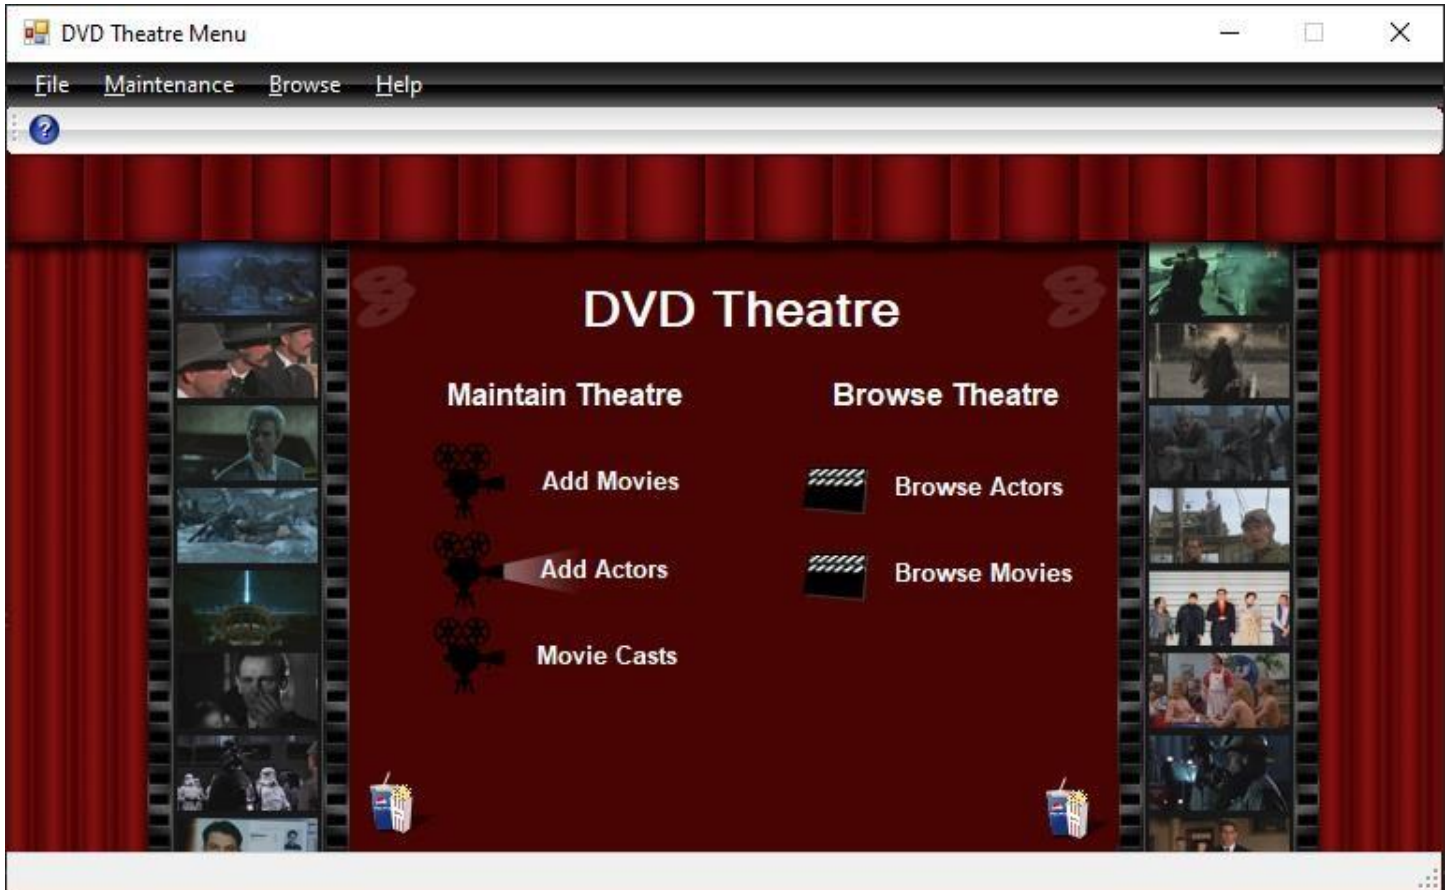 DVD Theatre Menu
File Maintenance Browse Help
?
DVD Theatre
Maintain Theatre
Browse Theatre
Add Movies
Browse Actors
Add Actors
Browse Movies
Movie Casts